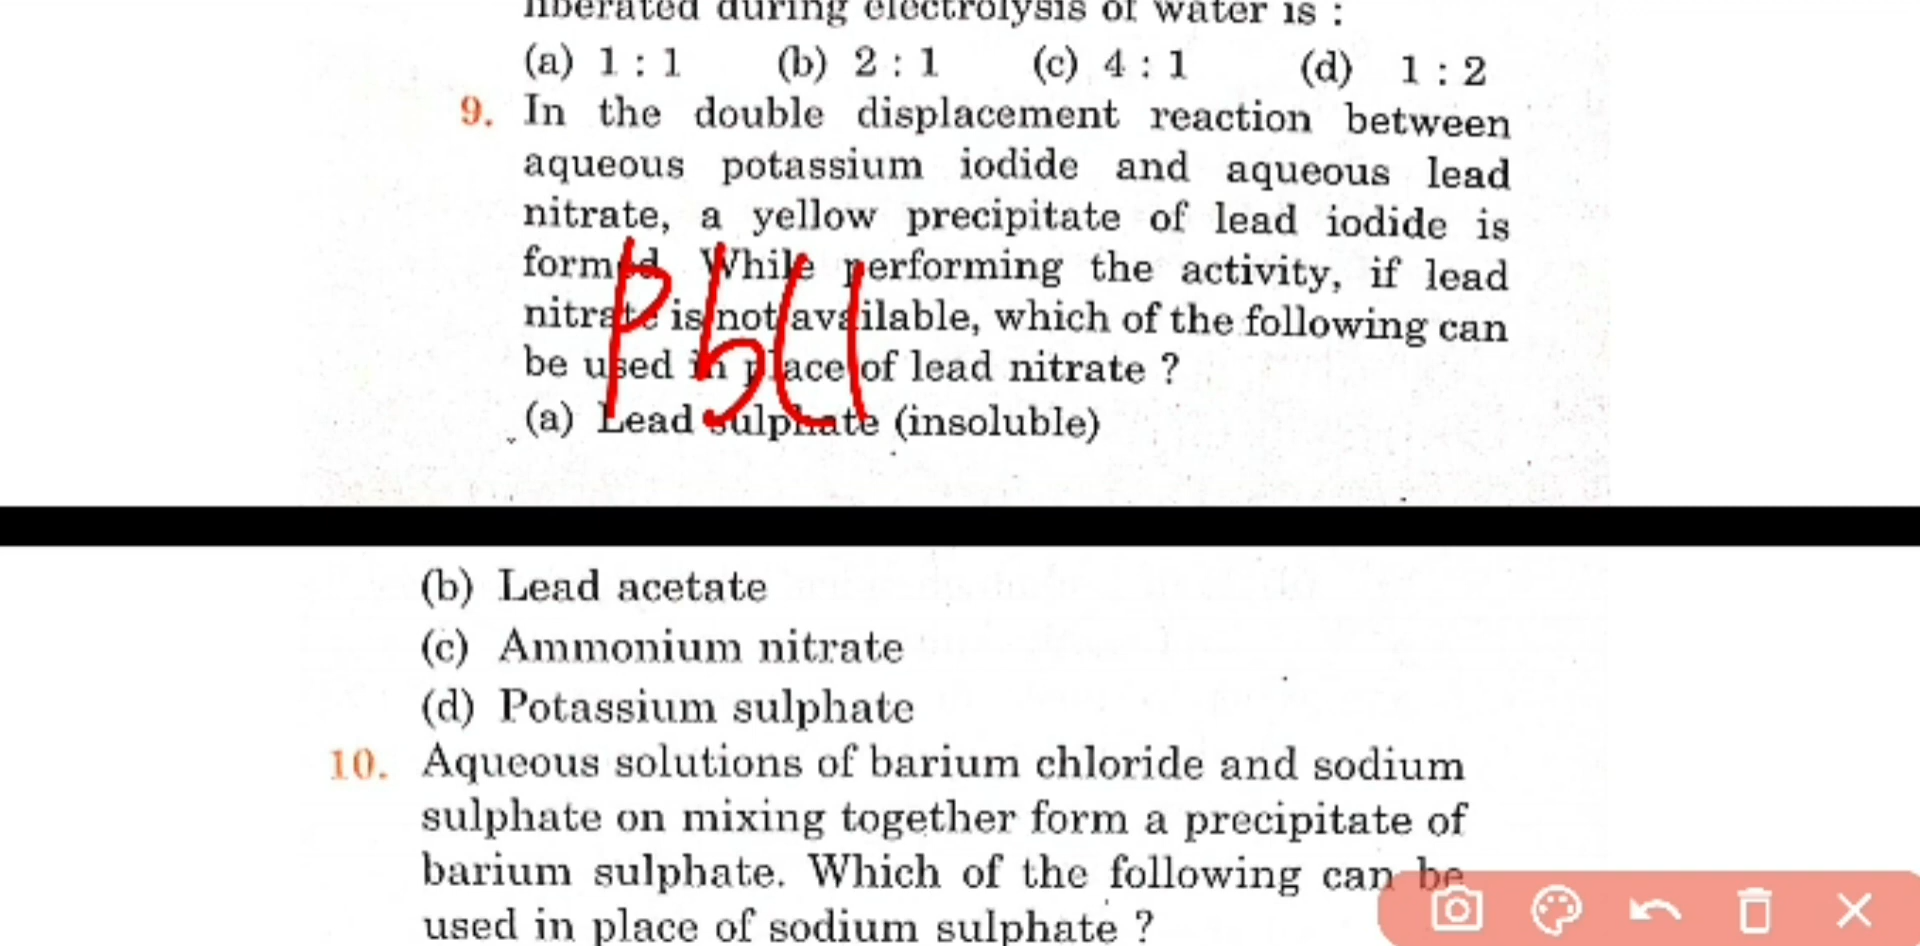 liberated during electrolysis of water is :
(a) 1 : 1 (b) 2 : 1 (c) 4 : 1 (d) 1 : 2
9. In the double displacement reaction between
aqueous potassium iodide and aqueous lead
nitrate, a yellow precipitate of lead iodide is
formed. While performing the activity, if lead
nitrate is not available, which of the following can
be used in place of lead nitrate ?
(a) Lead sulphate (insoluble)
PbCl
(b) Lead acetate
(c) Ammonium nitrate
(d) Potassium sulphate
10. Aqueous solutions of barium chloride and sodium
sulphate on mixing together form a precipitate of
barium sulphate. Which of the following can be
used in place of sodium sulphate ?